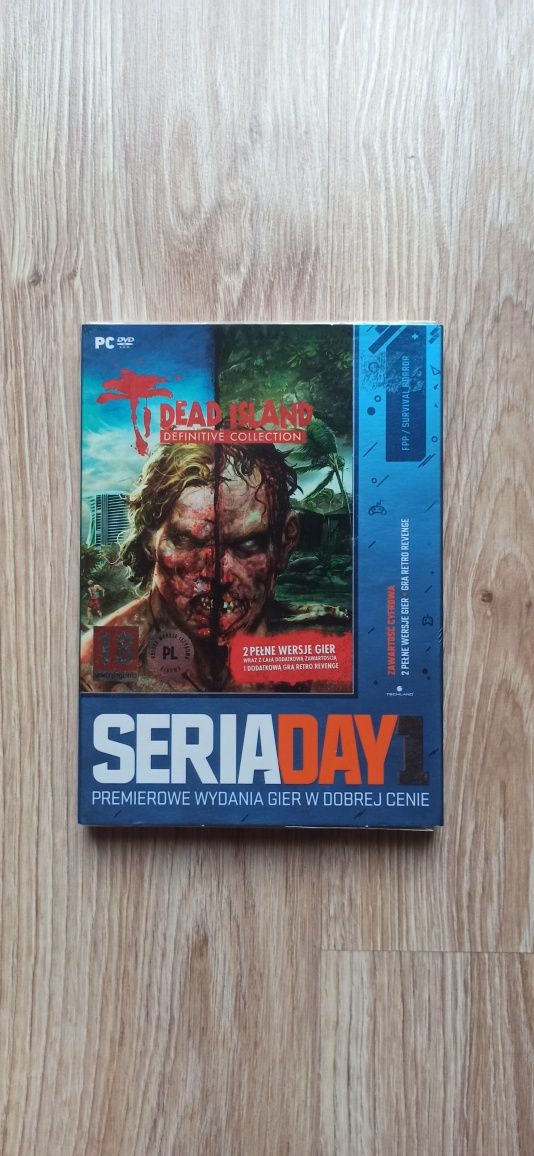 PC DVD
DEAD ISLAND
DEFINITIVE COLLECTION
FPP / SURVIVAL HORROR
ZAWARTOŚĆ CYFROWA
2 PEŁNE WERSJE GIER + GRA RETRO REVENGE
18
PL
2 PEŁNE WERSJE GIER
WRAZ Z CAŁĄ DODATKOWĄ ZAWARTOŚCIĄ
I DODATKOWA GRA RETRO REVENGE
TECHLAND
SERIADAY1
PREMIEROWE WYDANIA GIER W DOBREJ CENIE